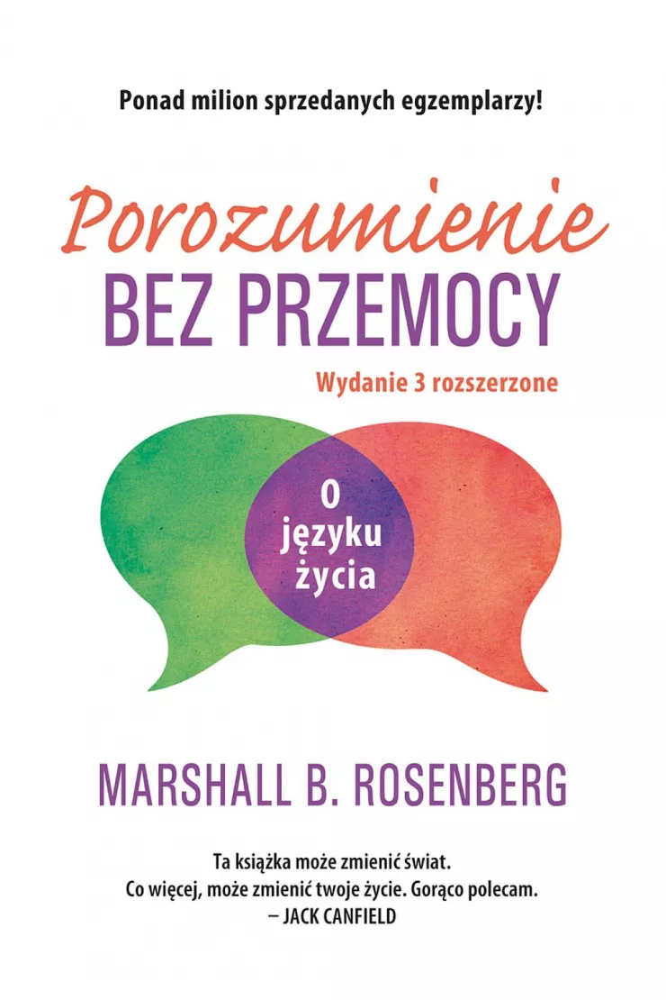 Ponad milion sprzedanych egzemplarzy!
Porozumienie
BEZ PRZEMOCY
Wydanie 3 rozszerzone
O
języku
życia
MARSHALL B. ROSENBERG
Ta książka może zmienić świat.
Co więcej, może zmienić twoje życie. Gorąco polecam.
– JACK CANFIELD